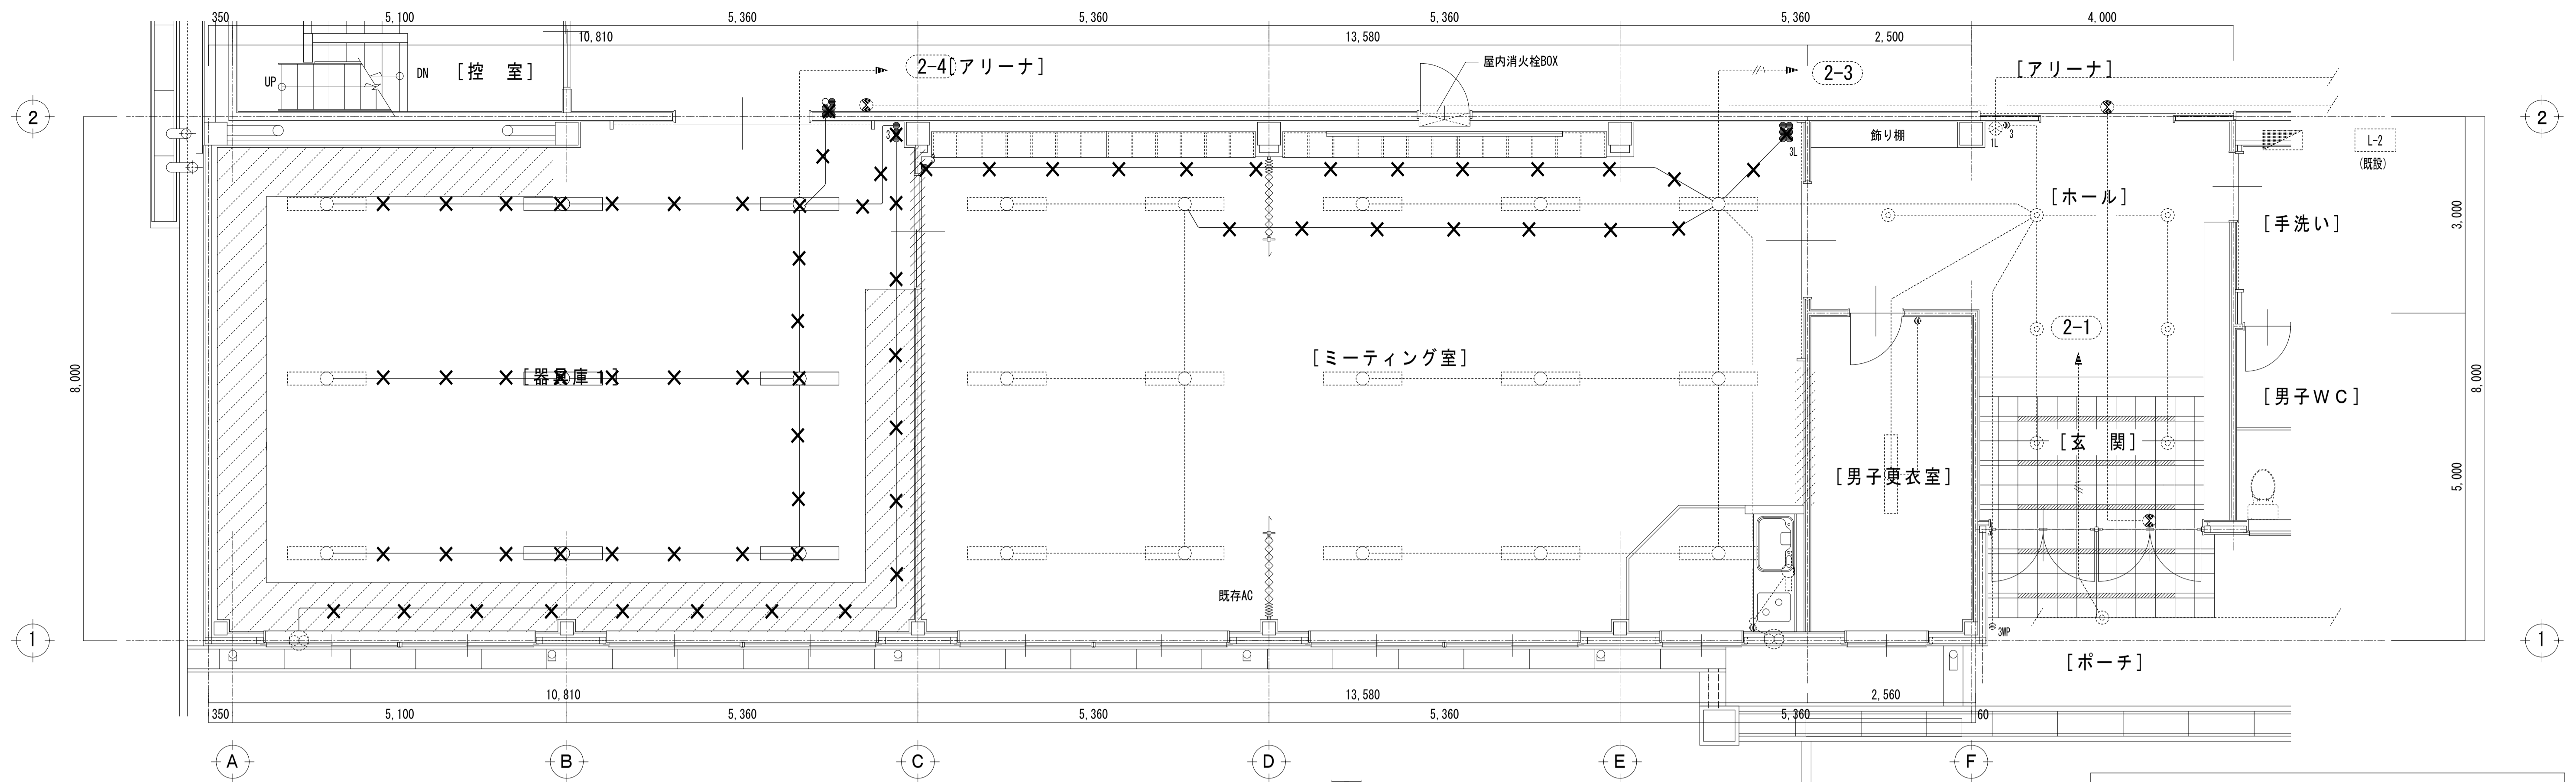 350
5,100
5,360
5,360
5,360
5,360
4,000
10,810
13,580
2,500
屋内消火栓BOX
UP
DN
[控　室]
2-4
[アリーナ]
2-3
[アリーナ]
2
2
3
3L
飾り棚
1L
3
L-2
(既設)
[ホール]
[手洗い]
3,000
2-1
[器具庫1]
[ミーティング室]
8,000
8,000
[男子WC]
[玄　関]
[男子更衣室]
5,000
既存AC
3WP
1
1
[ポーチ]
10,810
13,580
2,560
350
5,100
5,360
5,360
5,360
5,360
60
A
B
C
D
E
F